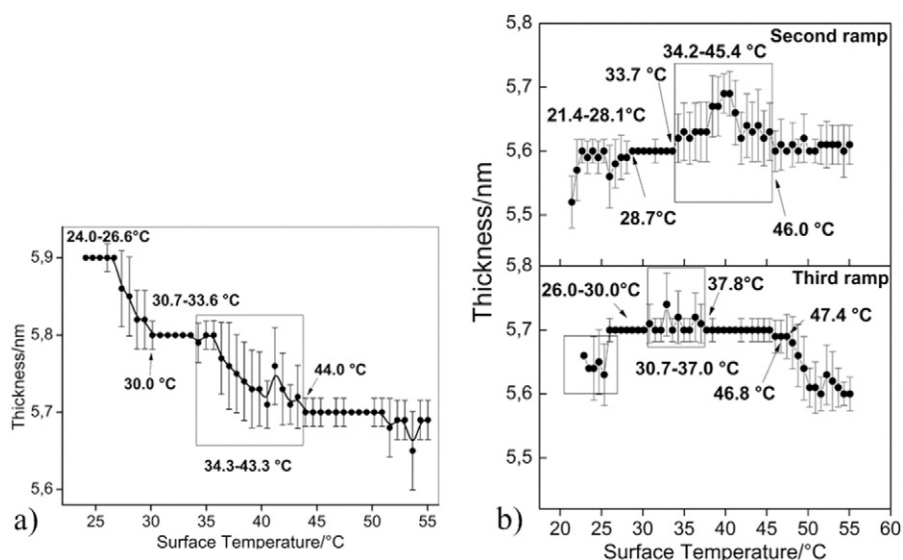 5,9
5,8
5,7
5,6
Thickness/nm
24.0-26.6°C
30.7-33.6 °C
30.0 °C
44.0 °C
34.3-43.3 °C
25 30 35 40 45 50 55
Surface Temperature/°C
a)
5,8
5,7
5,6
5,5
5,8
5,7
5,6
5,5
Thickness/nm
Second ramp
34.2-45.4 °C
33.7 °C
21.4-28.1°C
28.7°C
46.0 °C
Third ramp
26.0-30.0°C
37.8°C
47.4 °C
30.7-37.0 °C
46.8 °C
20 25 30 35 40 45 50 55 60
Surface Temperature/°C
b)